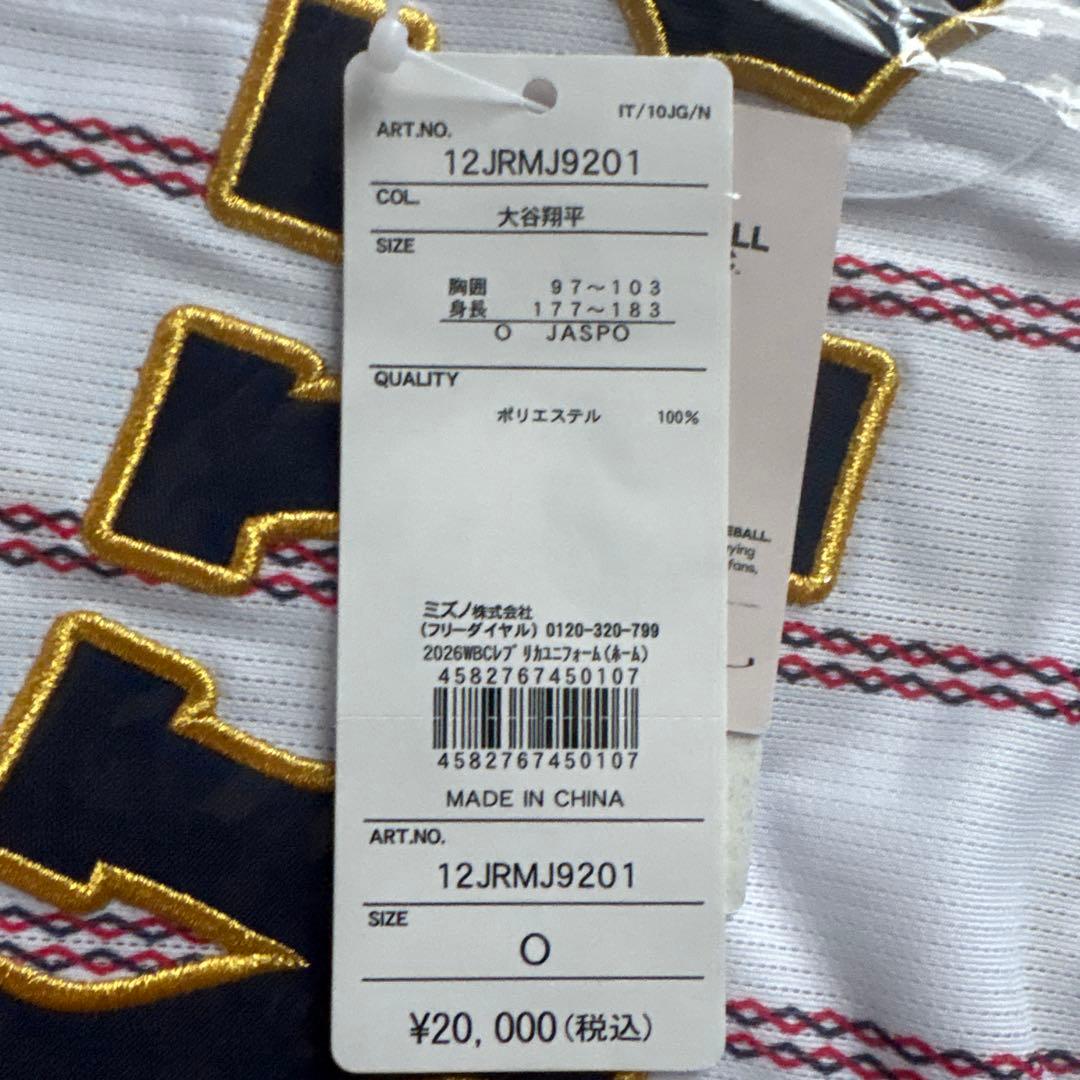 IT/10JG/N
ART.NO.
12JRMJ9201
COL.
大谷翔平
SIZE
胸囲 97～103
身長 177～183
O JASPO
QUALITY
ポリエステル 100%
ミズノ株式会社
(フリーダイヤル) 0120-320-799
2026WBCﾚﾌﾟﾘｶﾕﾆﾌｫｰﾑ(ﾎｰﾑ)
4582767450107
4582767450107
MADE IN CHINA
ART.NO.
12JRMJ9201
SIZE
O
¥20,000(税込)
fans,